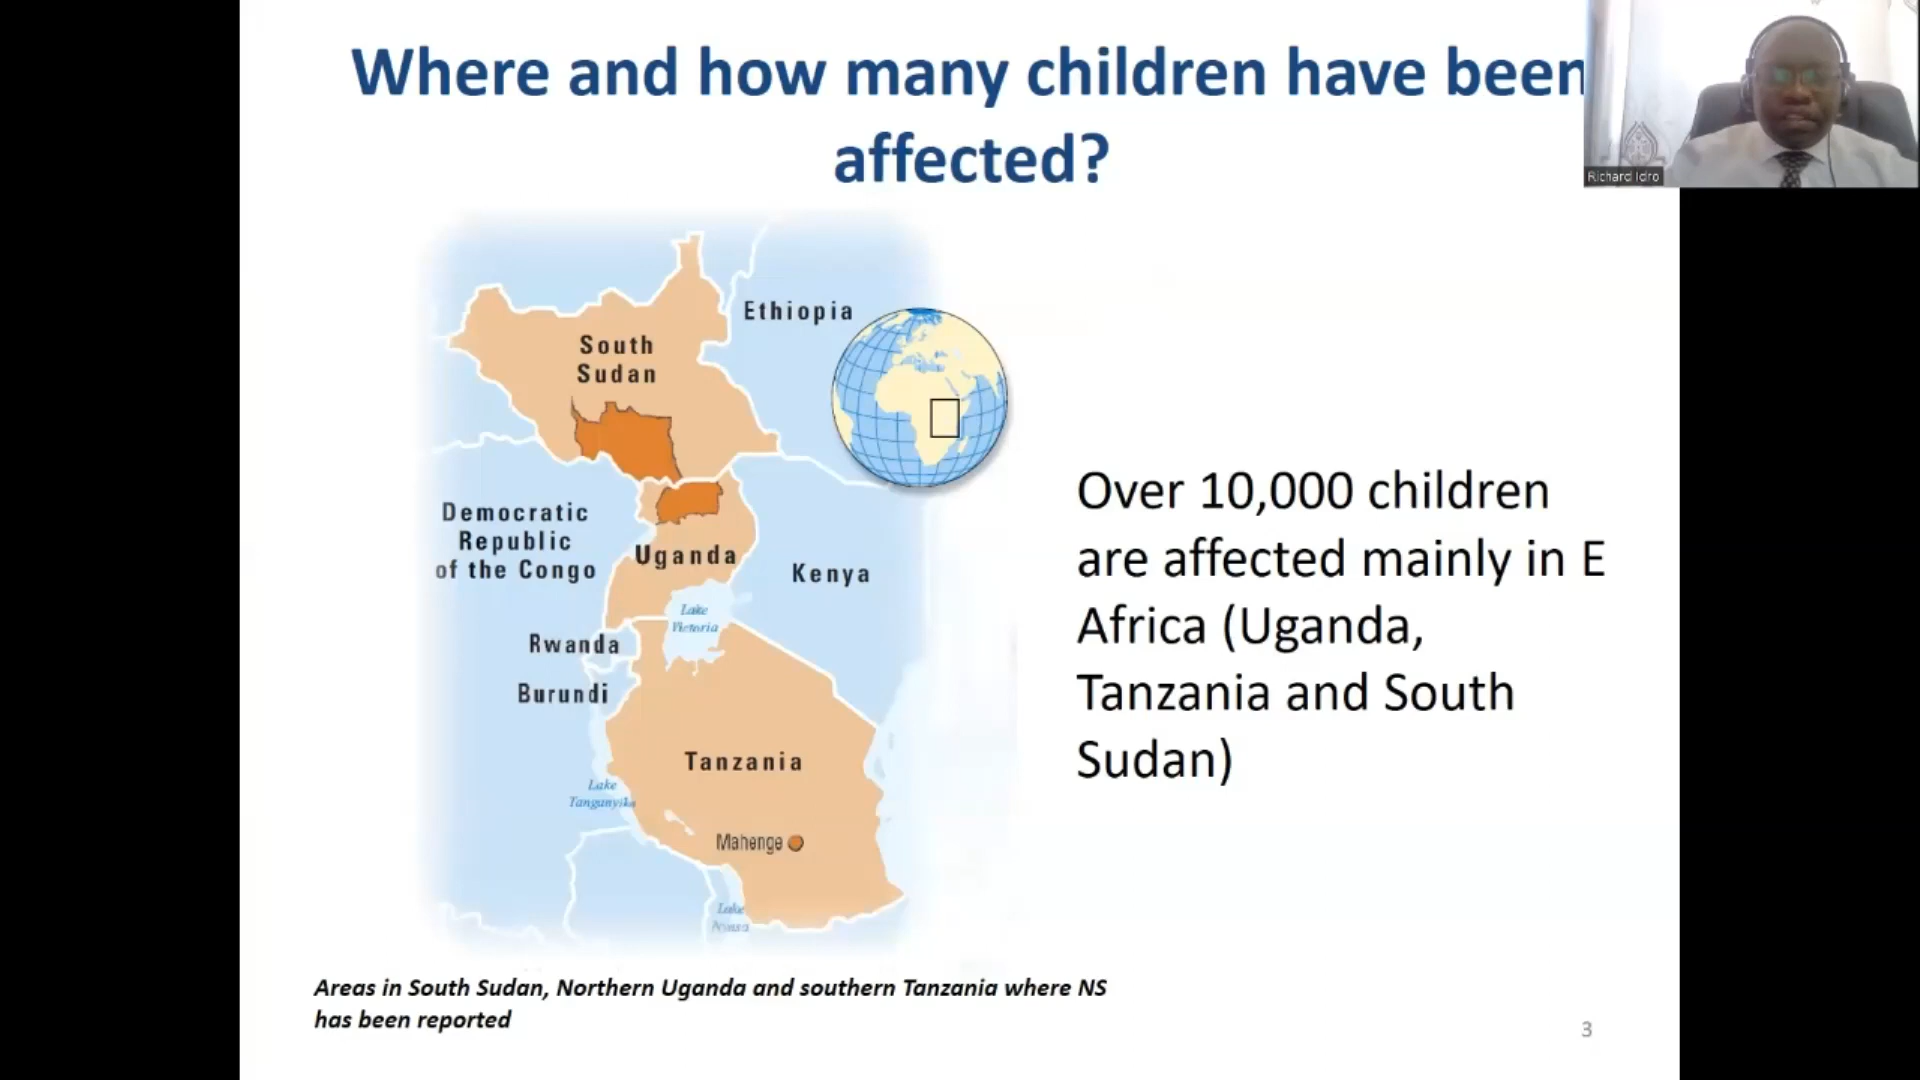 Where and how many children have been
affected?
Richard Idro
Ethiopia
South
Sudan
Democratic
Republic
of the Congo
Uganda
Kenya
Lake
Victoria
Rwanda
Burundi
Tanzania
Lake
Tanganyika
Mahenge
Lake
Nyasa
Over 10,000 children
are affected mainly in E
Africa (Uganda,
Tanzania and South
Sudan)
Areas in South Sudan, Northern Uganda and southern Tanzania where NS
has been reported
3